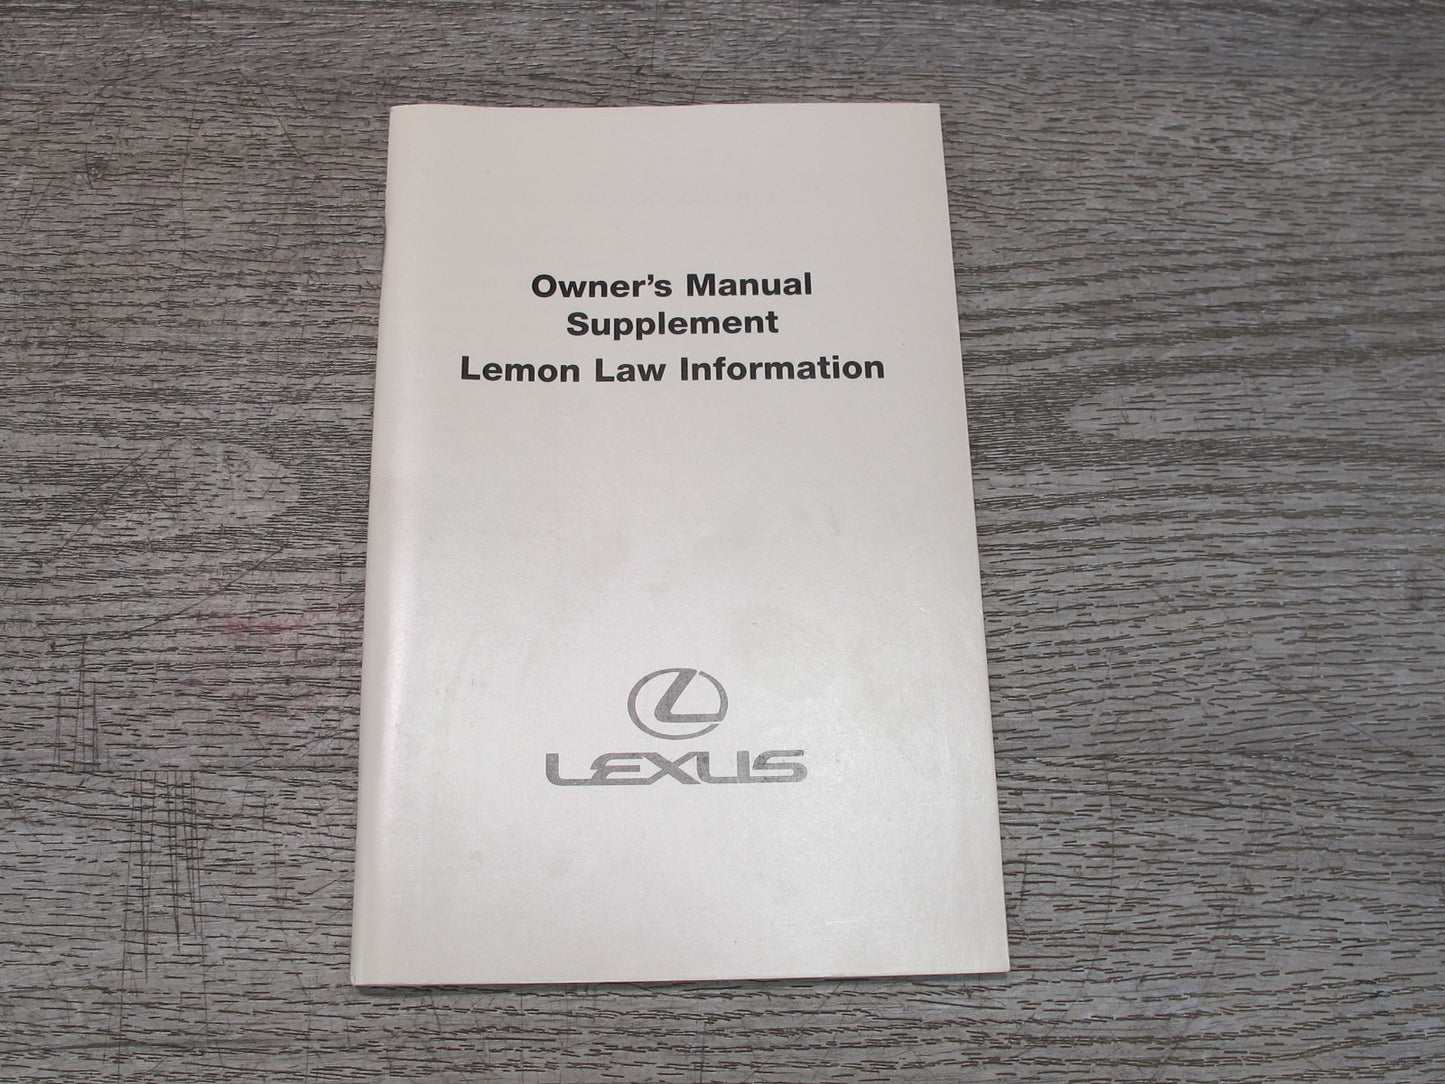 Owner's Manual
Supplement
Lemon Law Information
LEXUS